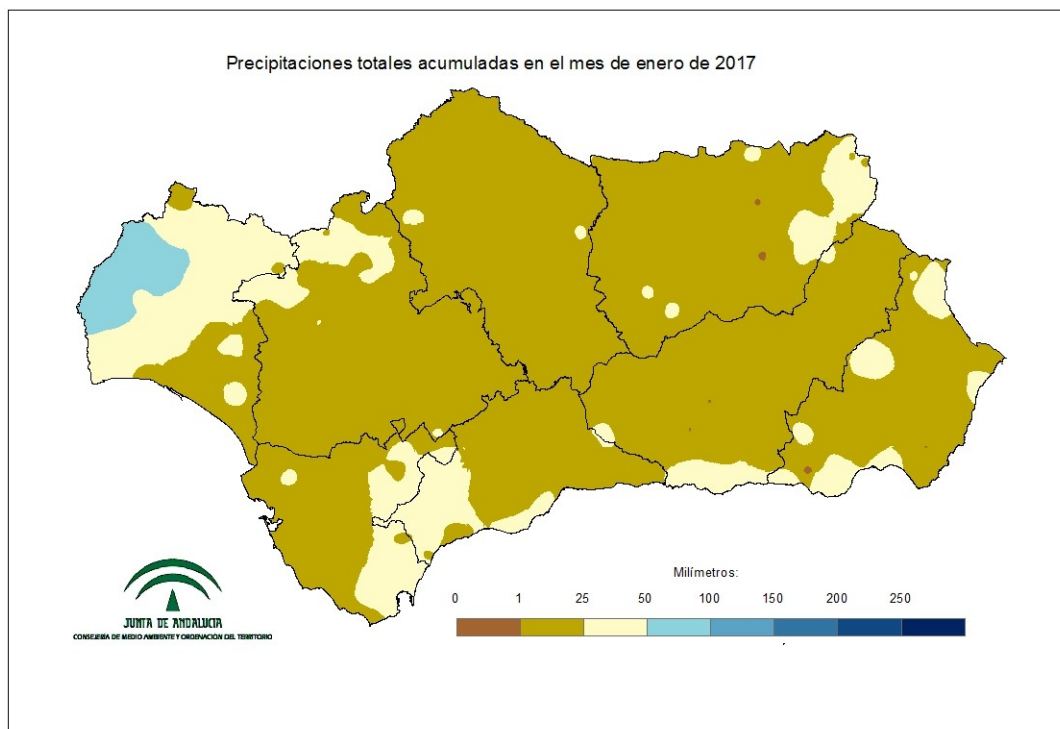 Precipitaciones totales acumuladas en el mes de enero de 2017
Milímetros:
0 1 25 50 100 150 200 250
JUNTA DE ANDALUCIA
CONSEJERÍA DE MEDIO AMBIENTE Y ORDENACIÓN DEL TERRITORIO